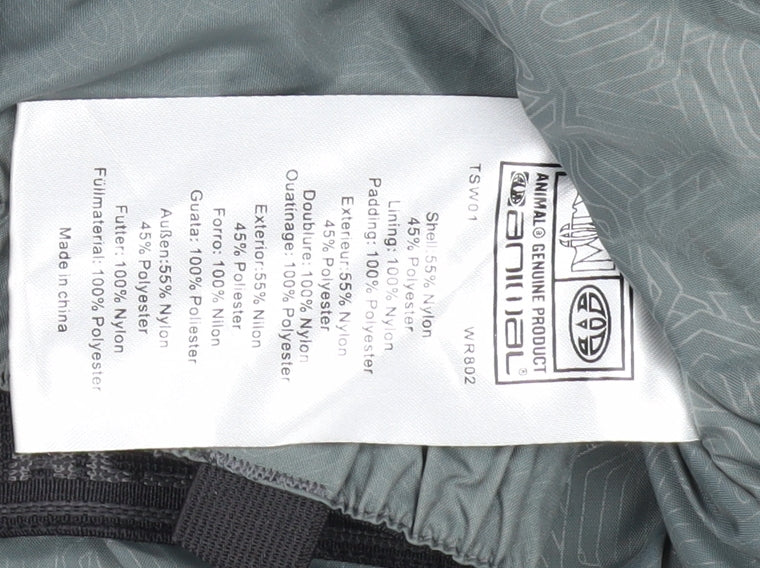 ANIMAL® GENUINE PRODUCT
animal®
TSW01 WR802
Shell:55% Nylon
45% Polyester
Lining: 100% Nylon
Padding: 100% Polyester
Exterieur:55% Nylon
45% Polyester
Doublure: 100% Nylon
Ouatinage: 100% Polyester
Exterior:55% Nilon
45% Poliester
Forro: 100% Nilon
Guata: 100% Poliester
Außen:55% Nylon
45% Polyester
Futter: 100% Nylon
Füllmaterial: 100% Polyester
Made in china